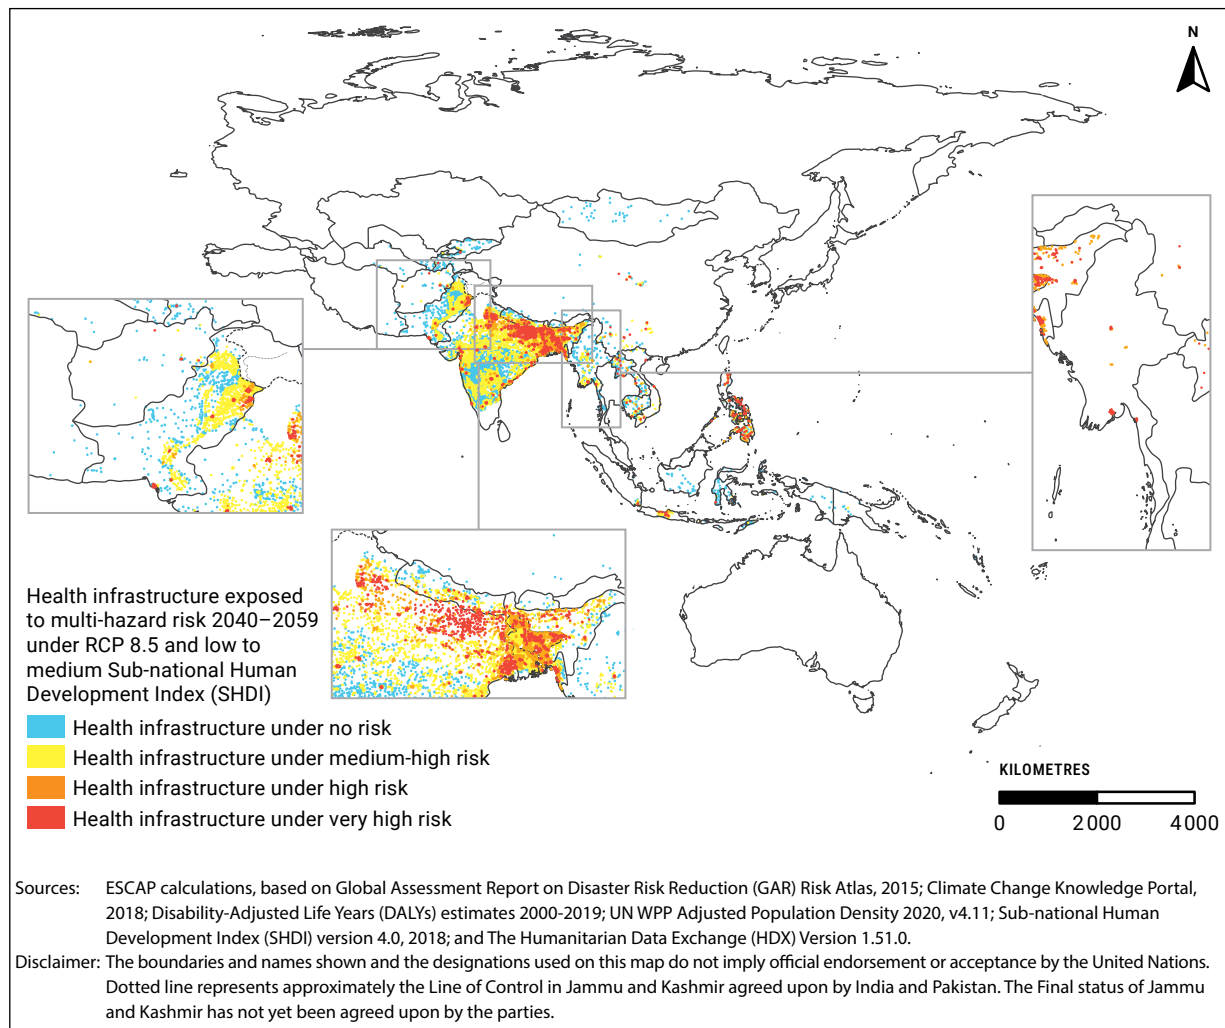 N
Health infrastructure exposed
to multi-hazard risk 2040–2059
under RCP 8.5 and low to
medium Sub-national Human
Development Index (SHDI)
Health infrastructure under no risk
Health infrastructure under medium-high risk
Health infrastructure under high risk
Health infrastructure under very high risk
KILOMETRES
0 2 000 4 000
Sources: ESCAP calculations, based on Global Assessment Report on Disaster Risk Reduction (GAR) Risk Atlas, 2015; Climate Change Knowledge Portal,
2018; Disability-Adjusted Life Years (DALYs) estimates 2000-2019; UN WPP Adjusted Population Density 2020, v4.11; Sub-national Human
Development Index (SHDI) version 4.0, 2018; and The Humanitarian Data Exchange (HDX) Version 1.51.0.
Disclaimer: The boundaries and names shown and the designations used on this map do not imply official endorsement or acceptance by the United Nations.
Dotted line represents approximately the Line of Control in Jammu and Kashmir agreed upon by India and Pakistan. The Final status of Jammu
and Kashmir has not yet been agreed upon by the parties.